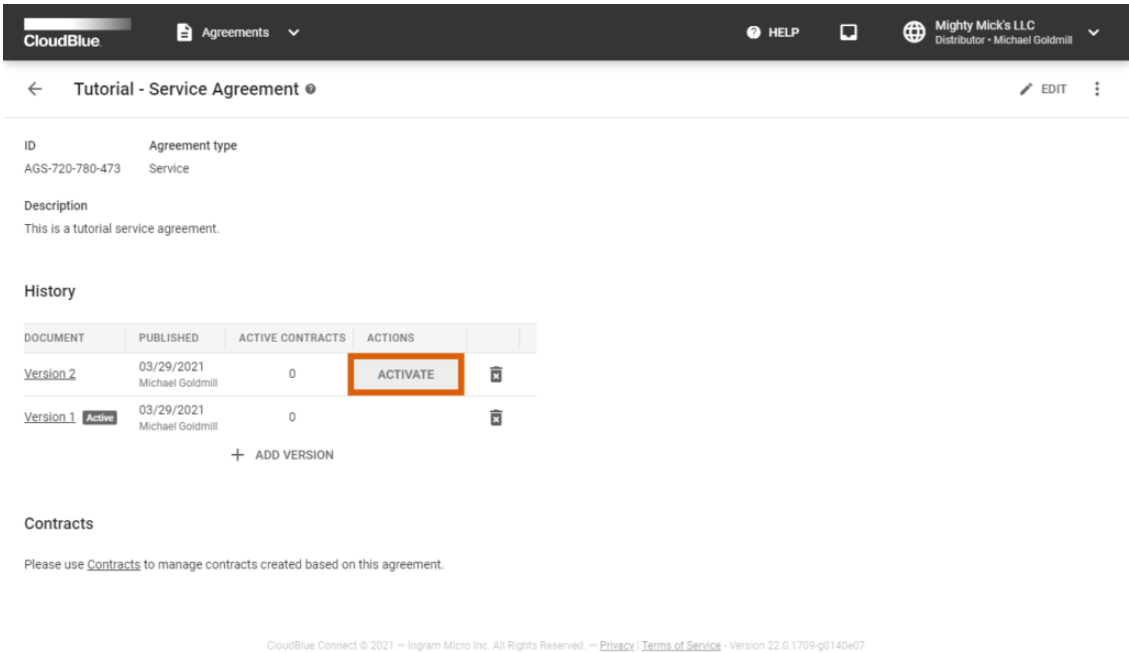 CloudBlue. Agreements HELP Mighty Mick's LLC
Distributor • Michael Goldmill
Tutorial - Service Agreement EDIT
ID Agreement type
AGS-720-780-473 Service
Description
This is a tutorial service agreement.
History
DOCUMENT PUBLISHED ACTIVE CONTRACTS ACTIONS
Version 2 03/29/2021 0 ACTIVATE
Michael Goldmill
Version 1 Active 03/29/2021 0
Michael Goldmill
+ ADD VERSION
Contracts
Please use Contracts to manage contracts created based on this agreement.
CloudBlue Connect © 2021 — Ingram Micro Inc. All Rights Reserved. — Privacy | Terms of Service - Version 22.0.1709-g0140e07